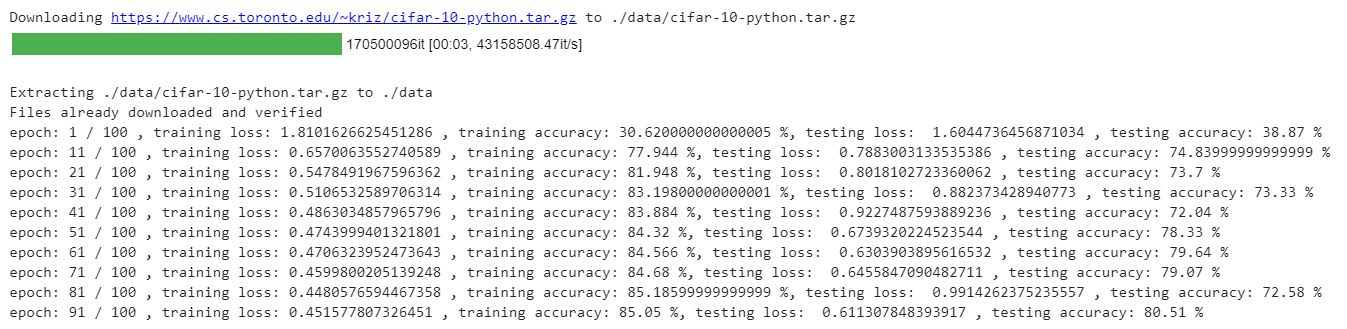 Downloading https://www.cs.toronto.edu/~kriz/cifar-10-python.tar.gz to ./data/cifar-10-python.tar.gz
170500096it [00:03, 43158508.47it/s]
Extracting ./data/cifar-10-python.tar.gz to ./data
Files already downloaded and verified
epoch: 1 / 100 , training loss: 1.8101626625451286 , training accuracy: 30.620000000000005 %, testing loss:  1.6044736456871034 , testing accuracy: 38.87 %
epoch: 11 / 100 , training loss: 0.6570063552740589 , training accuracy: 77.944 %, testing loss:  0.7883003133535386 , testing accuracy: 74.83999999999999 %
epoch: 21 / 100 , training loss: 0.5478491967596362 , training accuracy: 81.948 %, testing loss:  0.8018102723360062 , testing accuracy: 73.7 %
epoch: 31 / 100 , training loss: 0.5106532589706314 , training accuracy: 83.19800000000001 %, testing loss:  0.882373428940773 , testing accuracy: 73.33 %
epoch: 41 / 100 , training loss: 0.4863034857965796 , training accuracy: 83.884 %, testing loss:  0.9227487593889236 , testing accuracy: 72.04 %
epoch: 51 / 100 , training loss: 0.4743999401321801 , training accuracy: 84.32 %, testing loss:  0.6739320224523544 , testing accuracy: 78.33 %
epoch: 61 / 100 , training loss: 0.4706323952473643 , training accuracy: 84.566 %, testing loss:  0.6303903895616532 , testing accuracy: 79.64 %
epoch: 71 / 100 , training loss: 0.4599800205139248 , training accuracy: 84.68 %, testing loss:  0.6455847090482711 , testing accuracy: 79.07 %
epoch: 81 / 100 , training loss: 0.4480576594467358 , training accuracy: 85.18599999999999 %, testing loss:  0.9914262375235557 , testing accuracy: 72.58 %
epoch: 91 / 100 , training loss: 0.451577807326451 , training accuracy: 85.05 %, testing loss:  0.611307848393917 , testing accuracy: 80.51 %